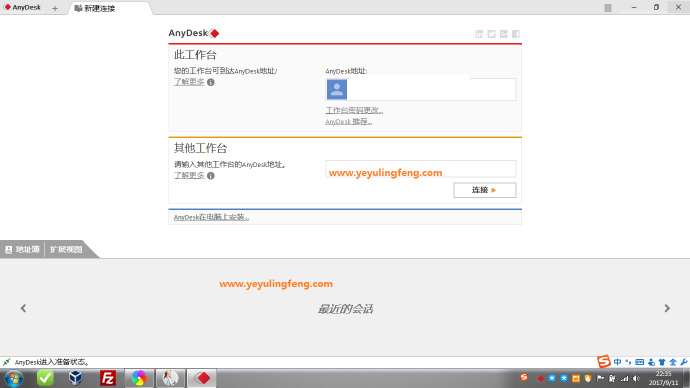 AnyDesk
新建连接
AnyDesk
此工作台
您的工作台可到达AnyDesk地址/
了解更多
AnyDesk地址:
工作台密码更改...
AnyDesk 推荐...
其他工作台
请输入其他工作台的AnyDesk地址。
了解更多
www.yeyulingfeng.com
连接
AnyDesk在电脑上安装...
地址簿
扩展视图
www.yeyulingfeng.com
最近的会话
AnyDesk进入准备状态。
中
全
22:35
2017/9/11